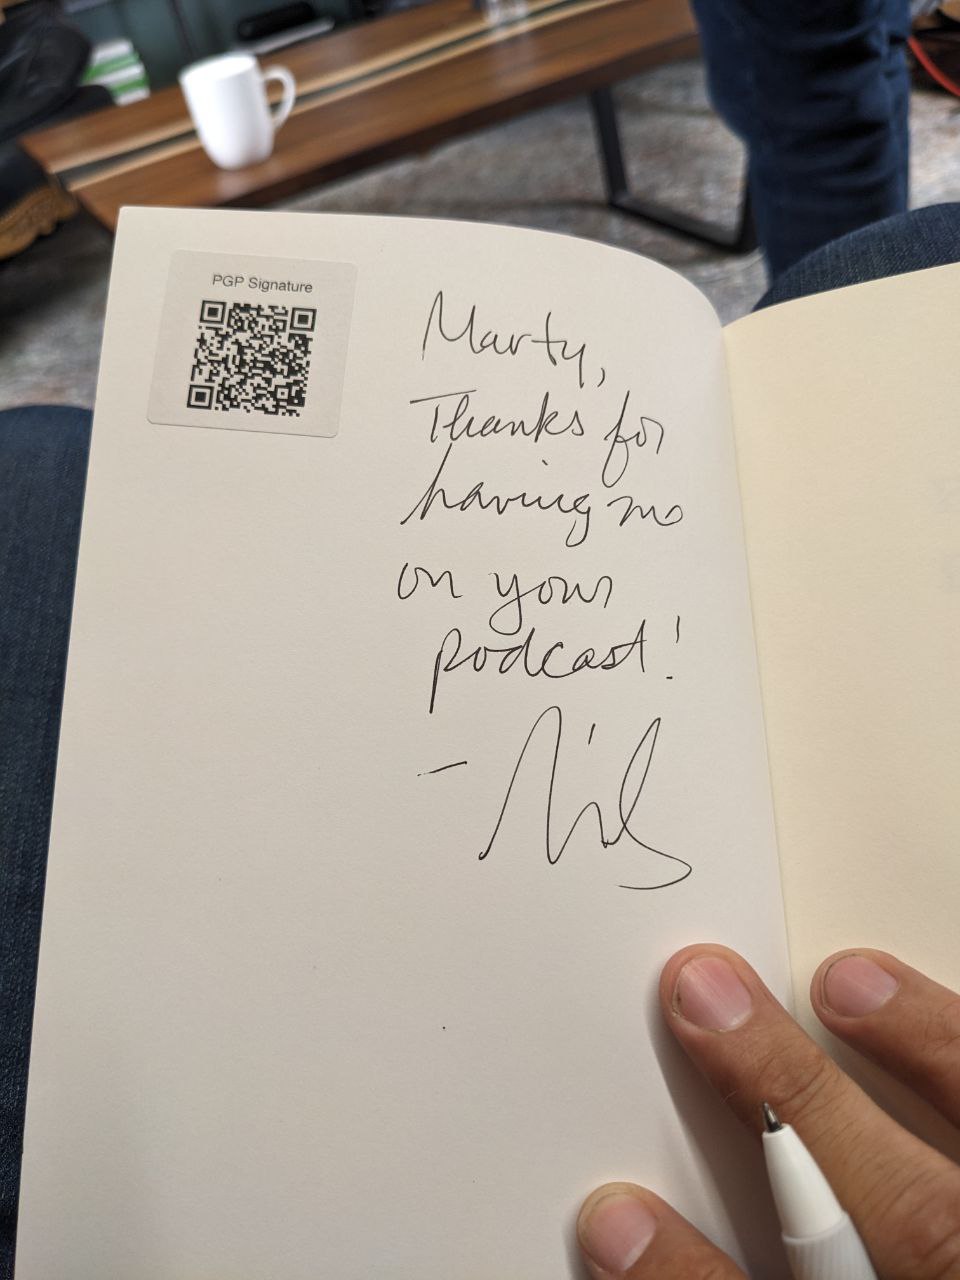 PGP Signature
Marty,
Thanks for
having me
on your
podcast!